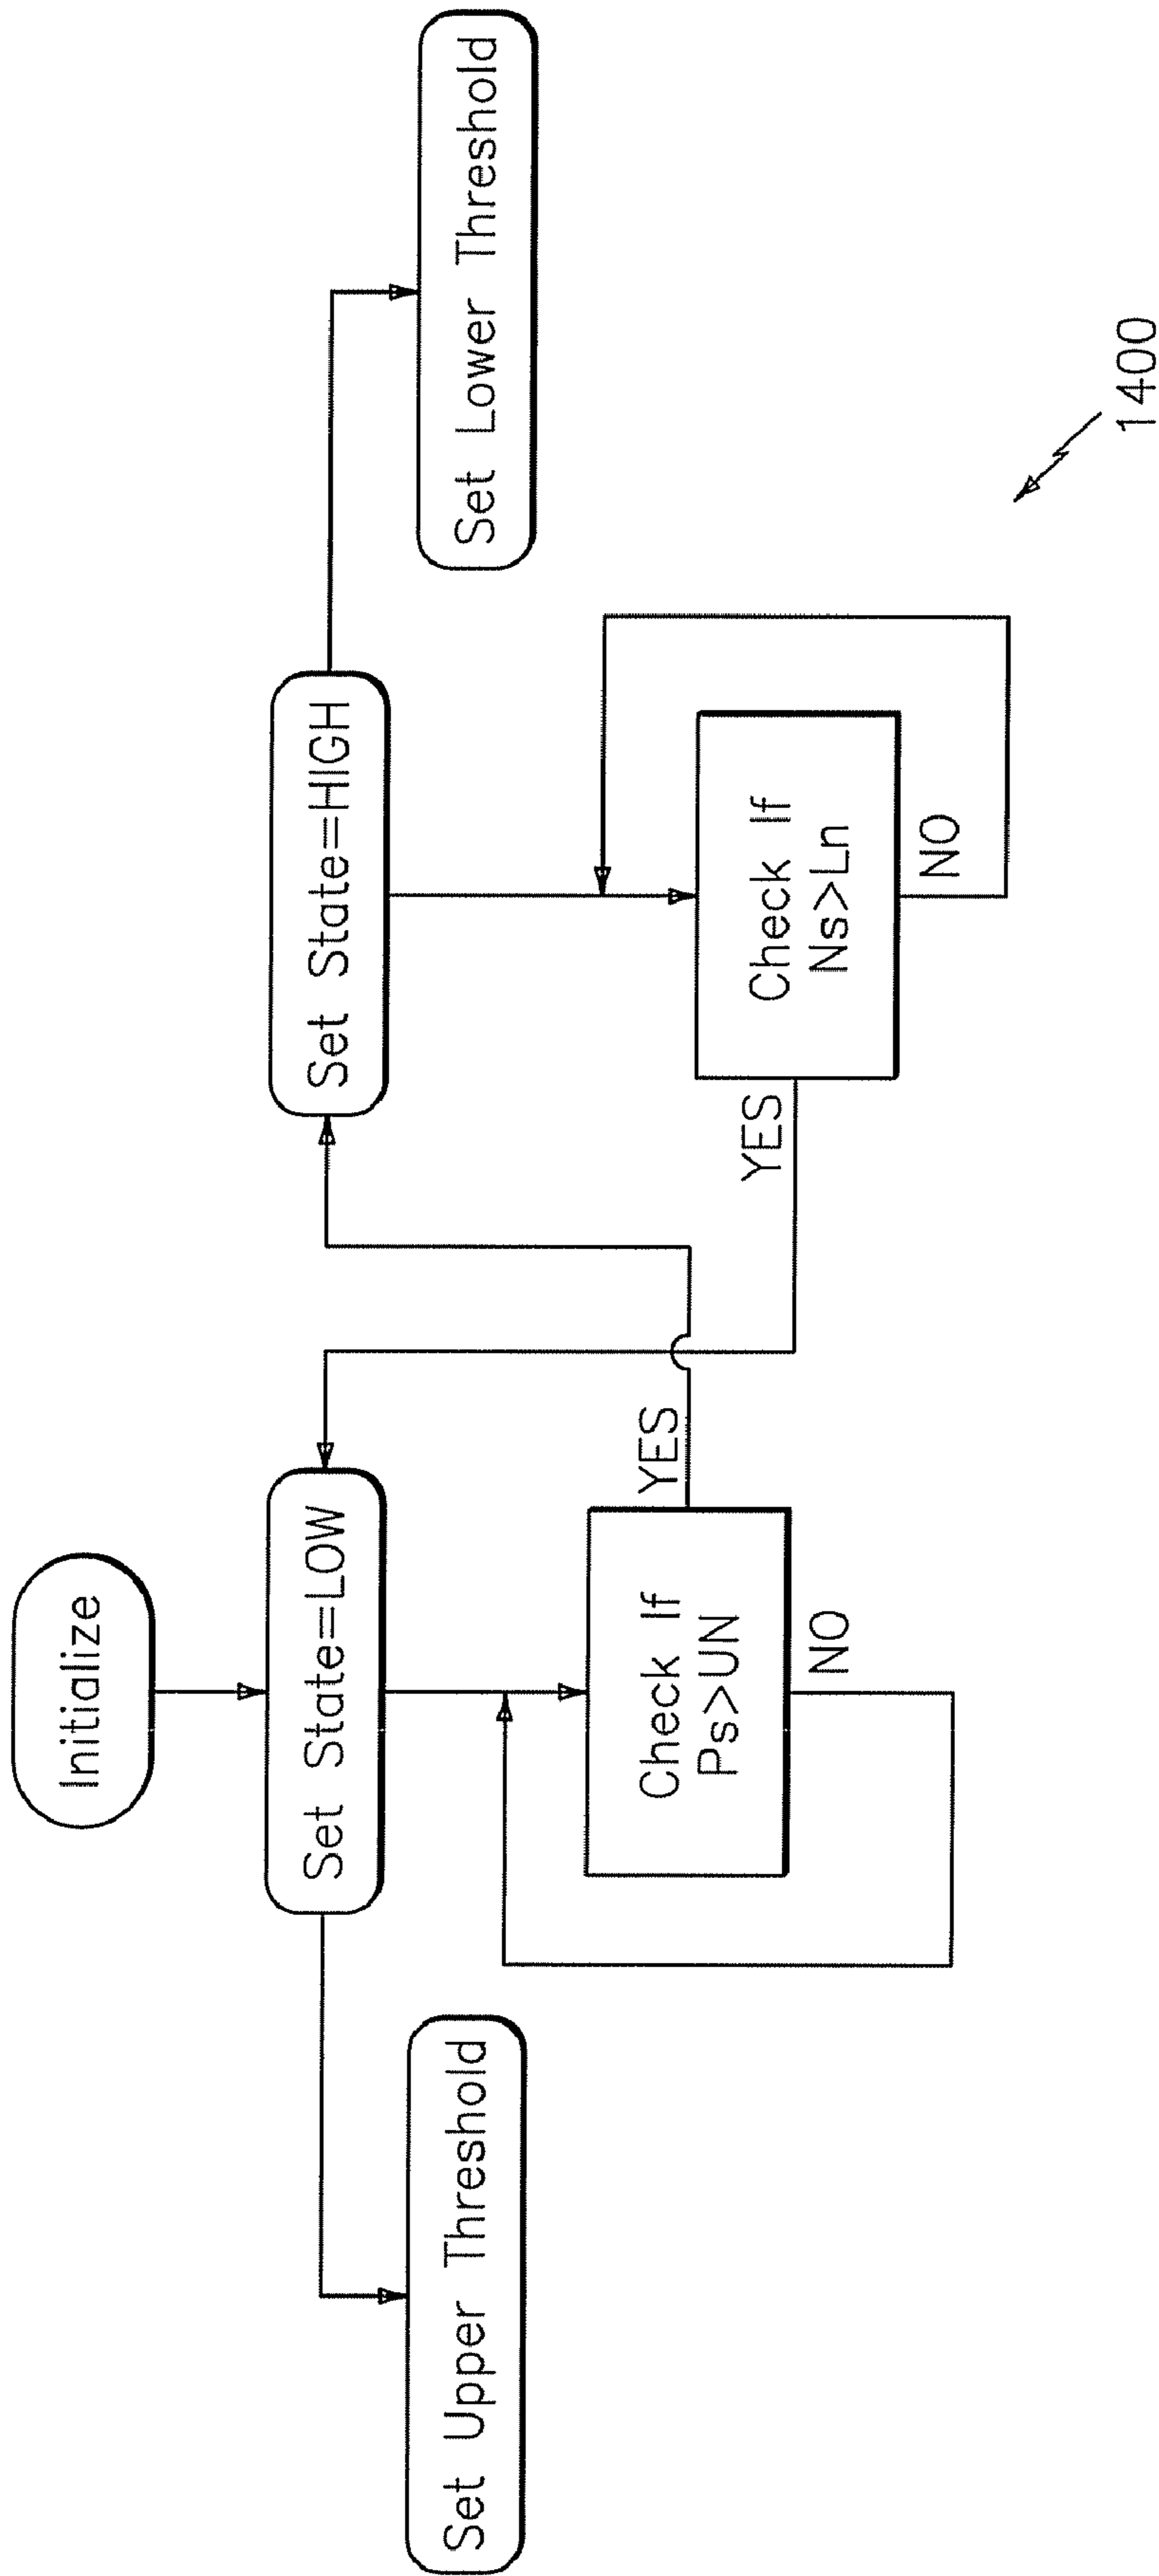 Initialize
Set State=LOW
Set State=HIGH
Set Upper Threshold
Set Lower Threshold
Check If
Ps>UN
YES
NO
Check If
Ns>Ln
YES
NO
1400